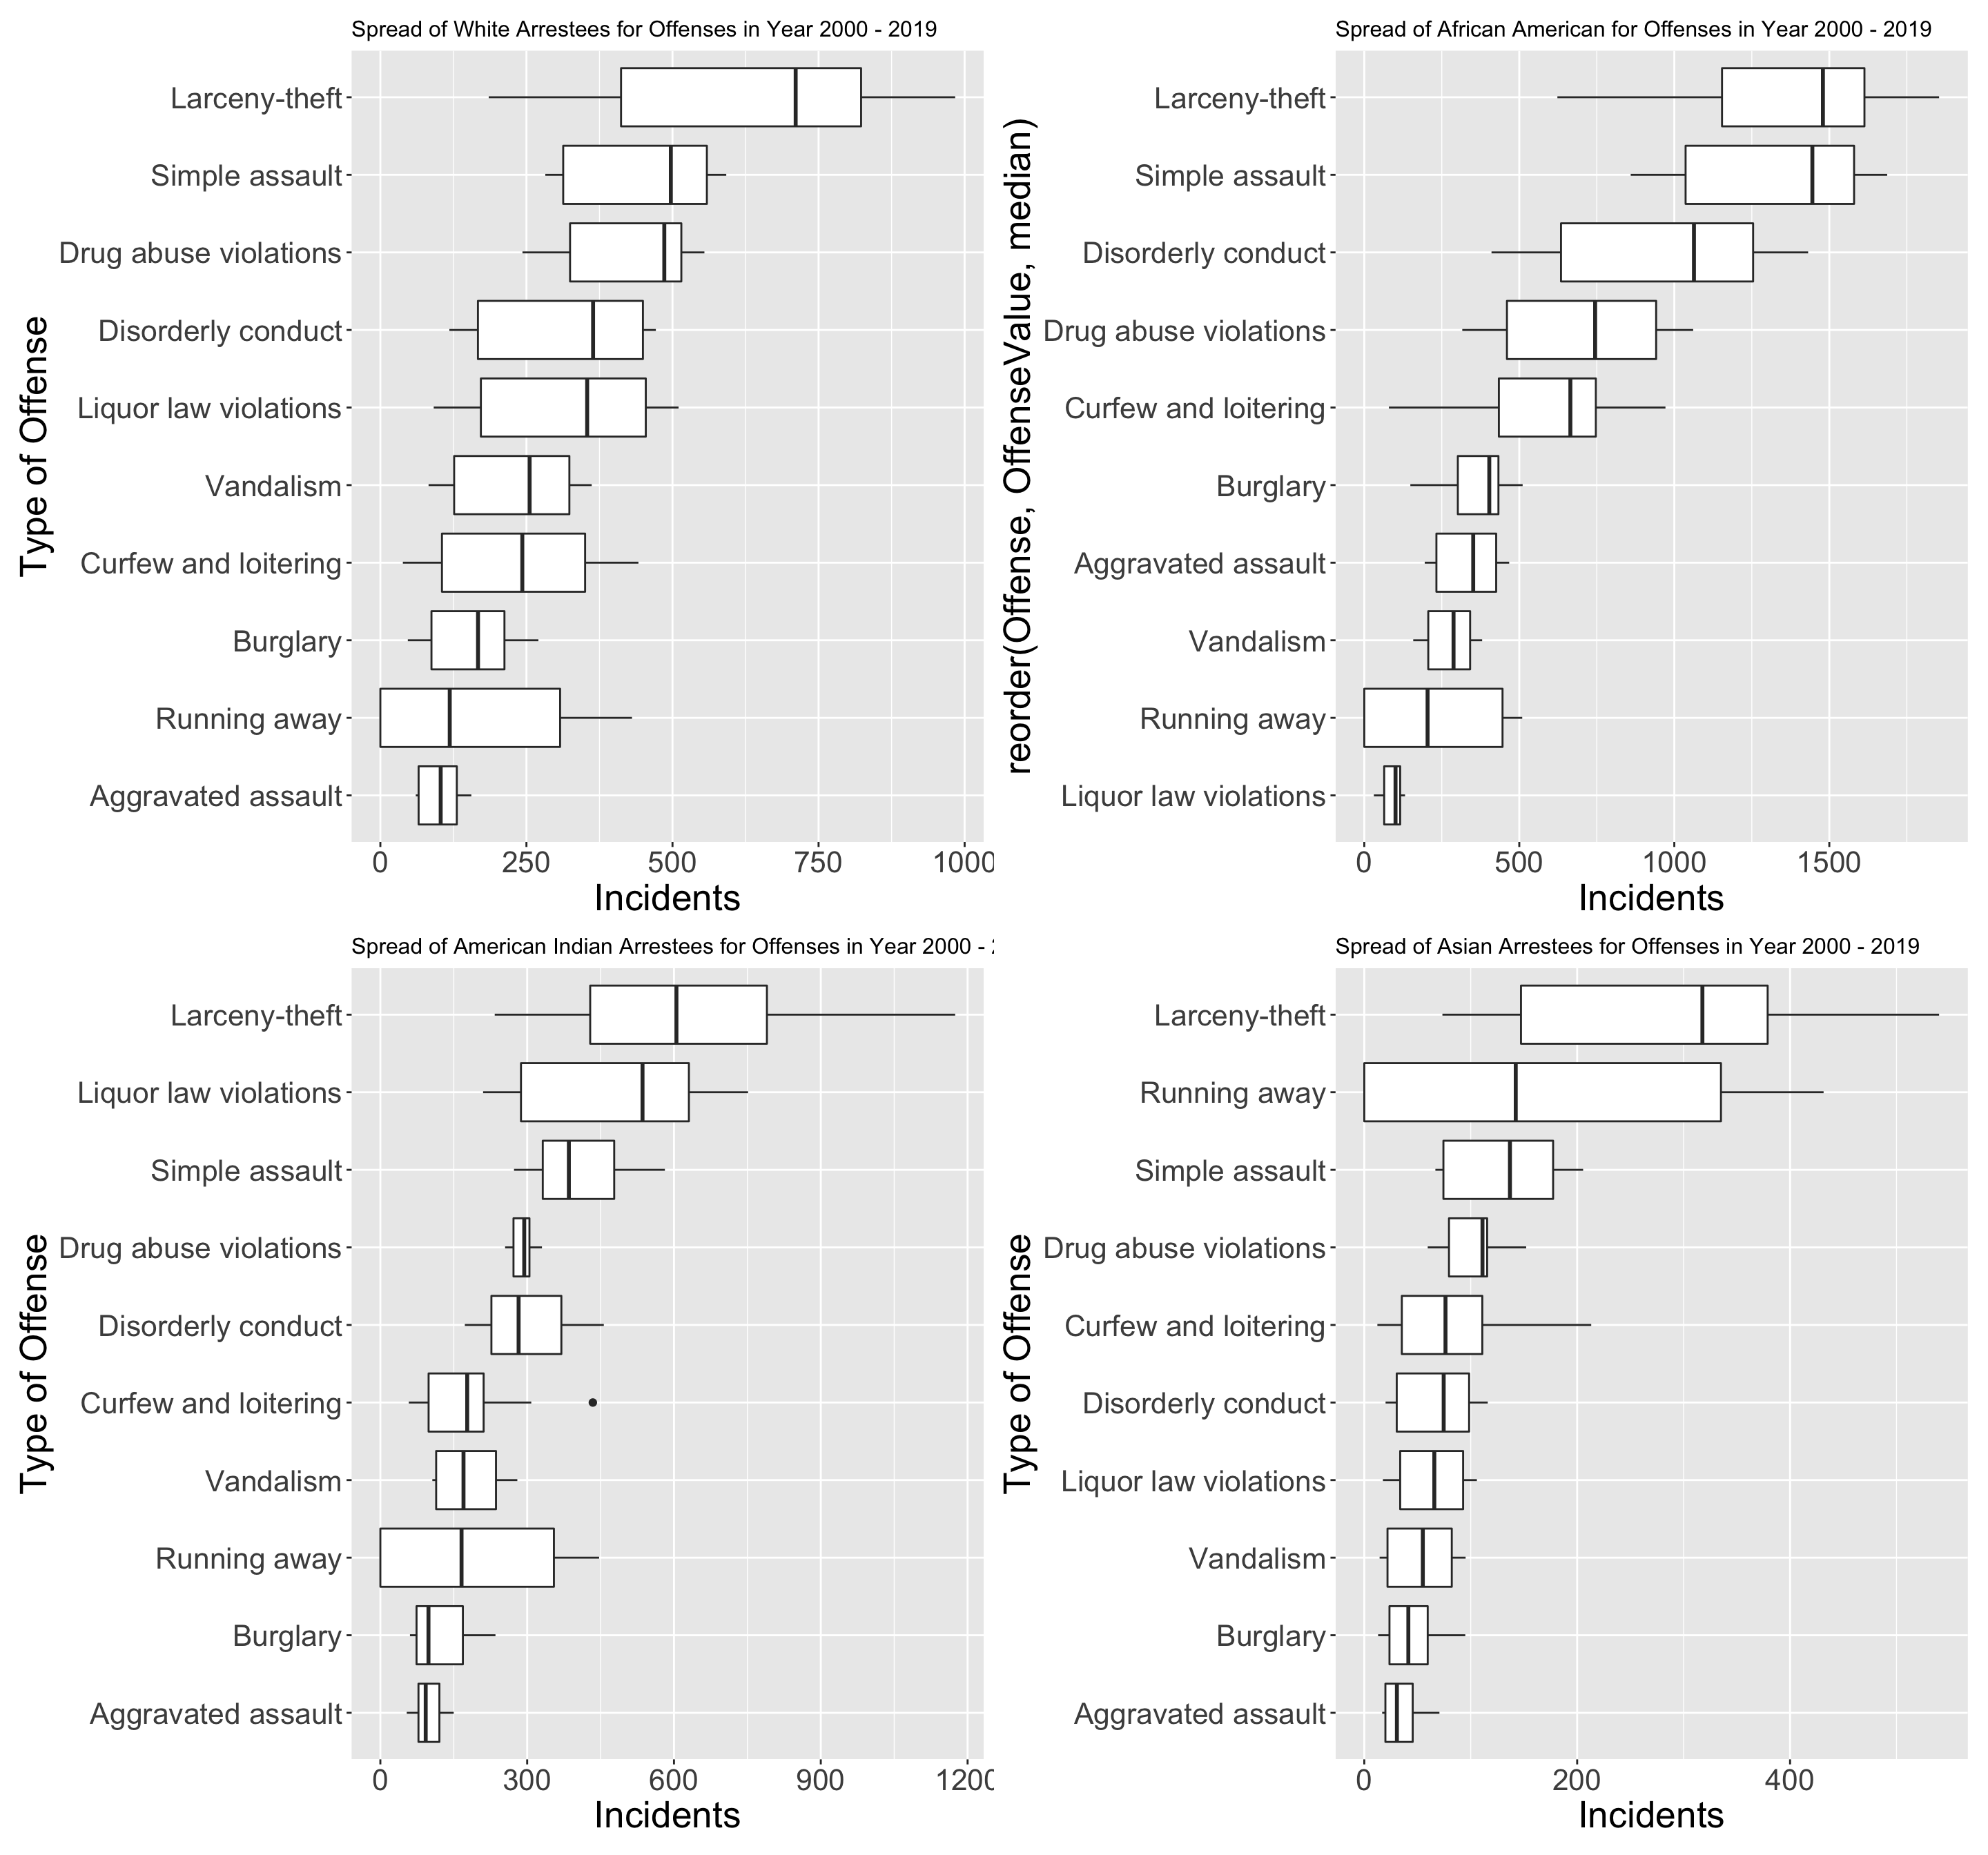 Spread of White Arrestees for Offenses in Year 2000 - 2019
Type of Offense
Larceny-theft
Simple assault
Drug abuse violations
Disorderly conduct
Liquor law violations
Vandalism
Curfew and loitering
Burglary
Running away
Aggravated assault
0 250 500 750 1000
Incidents
Spread of African American for Offenses in Year 2000 - 2019
reorder(Offense, OffenseValue, median)
Larceny-theft
Simple assault
Disorderly conduct
Drug abuse violations
Curfew and loitering
Burglary
Aggravated assault
Vandalism
Running away
Liquor law violations
0 500 1000 1500
Incidents
Spread of American Indian Arrestees for Offenses in Year 2000 -
Type of Offense
Larceny-theft
Liquor law violations
Simple assault
Drug abuse violations
Disorderly conduct
Curfew and loitering
Vandalism
Running away
Burglary
Aggravated assault
0 300 600 900 1200
Incidents
Spread of Asian Arrestees for Offenses in Year 2000 - 2019
Type of Offense
Larceny-theft
Running away
Simple assault
Drug abuse violations
Curfew and loitering
Disorderly conduct
Liquor law violations
Vandalism
Burglary
Aggravated assault
0 200 400
Incidents